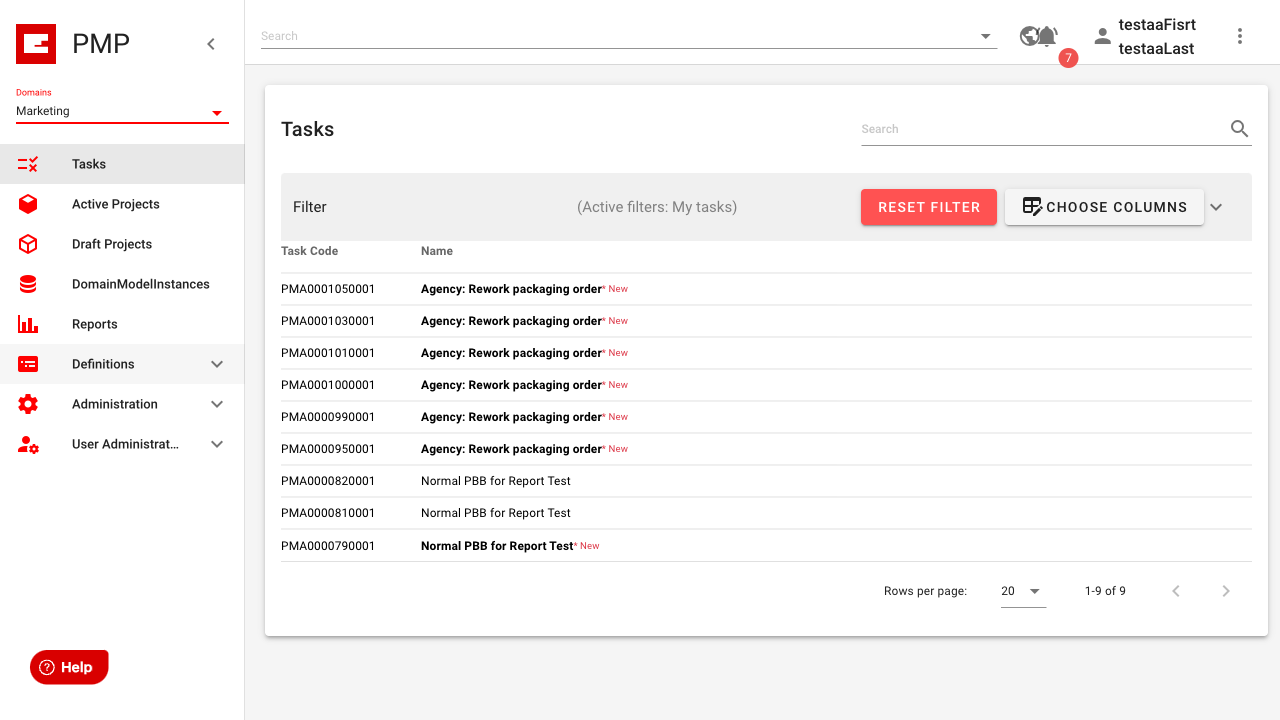 PMP
Domains
Marketing
Tasks
Active Projects
Draft Projects
DomainModelInstances
Reports
Definitions
Administration
User Administrat...
Help
Search
7
testaaFisrt
testaaLast
Tasks
Search
Filter
(Active filters: My tasks)
RESET FILTER
CHOOSE COLUMNS
Task Code Name
PMA0001050001 Agency: Rework packaging order* New
PMA0001030001 Agency: Rework packaging order* New
PMA0001010001 Agency: Rework packaging order* New
PMA0001000001 Agency: Rework packaging order* New
PMA0000990001 Agency: Rework packaging order* New
PMA0000950001 Agency: Rework packaging order* New
PMA0000820001 Normal PBB for Report Test
PMA0000810001 Normal PBB for Report Test
PMA0000790001 Normal PBB for Report Test* New
Rows per page: 20 1-9 of 9